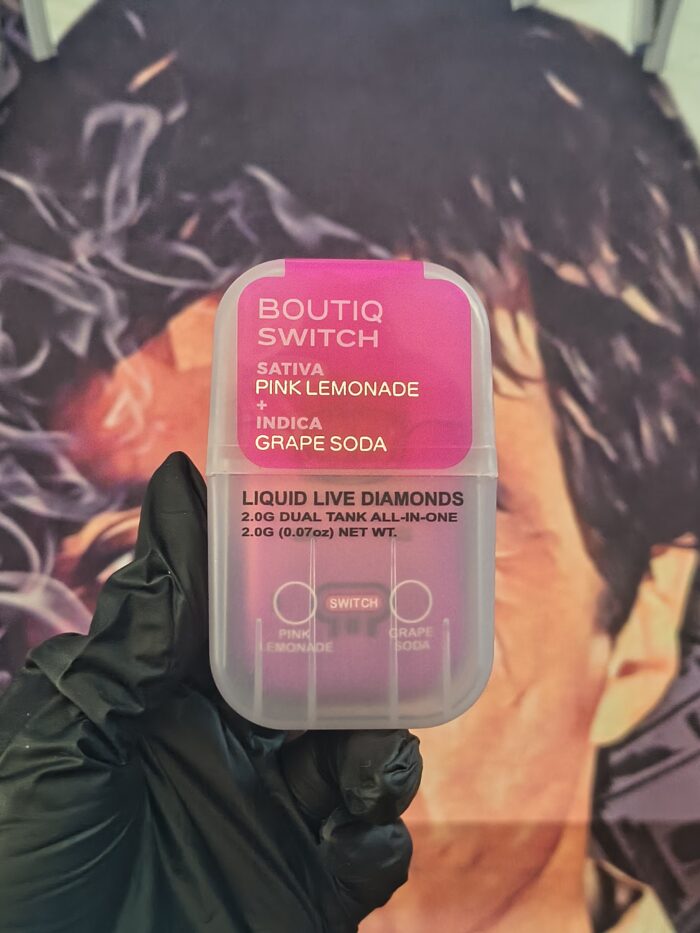 BOUTIQ
SWITCH
SATIVA
PINK LEMONADE
+
INDICA
GRAPE SODA
LIQUID LIVE DIAMONDS
2.0G DUAL TANK ALL-IN-ONE
2.0G (0.07oz) NET WT.
SWITCH
PINK GRAPE
LEMONADE SODA